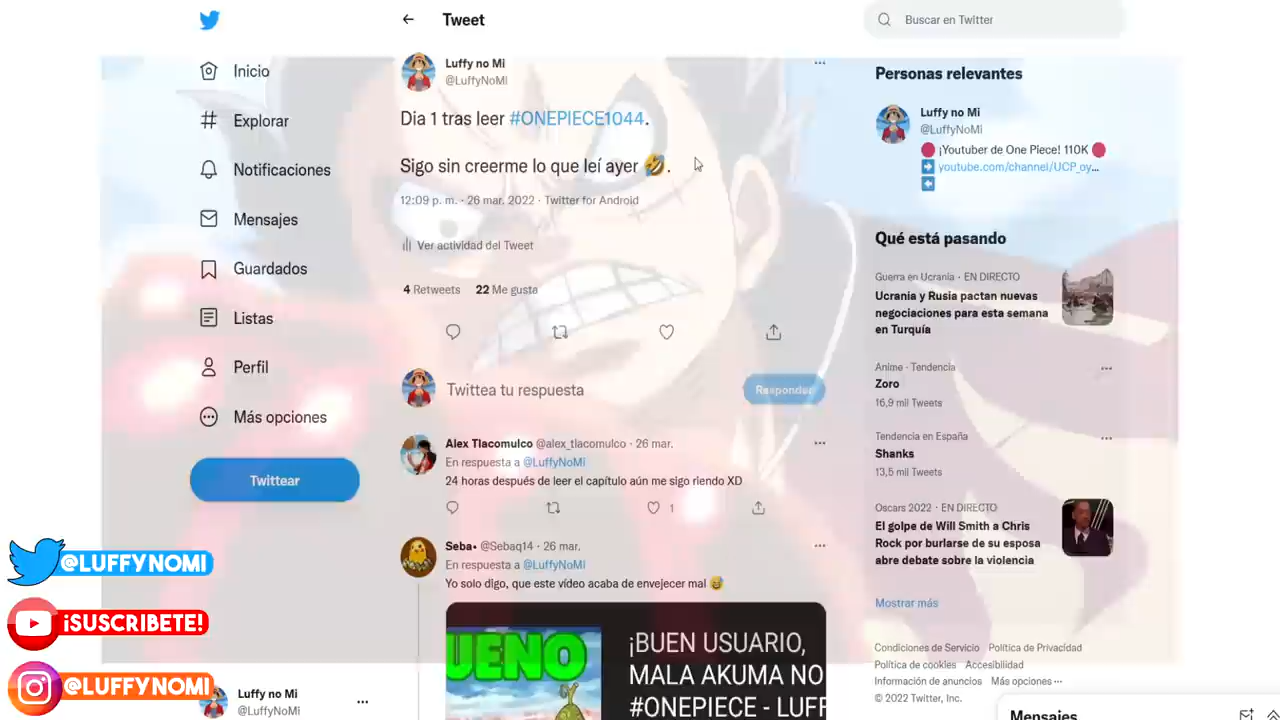 Tweet
Buscar en Twitter
Inicio
Explorar
Notificaciones
Mensajes
Guardados
Listas
Perfil
Más opciones
Twittear
Luffy no Mi
@LuffyNoMi
Dia 1 tras leer #ONEPIECE1044.
Sigo sin creerme lo que leí ayer 🤣.
12:09 p. m. · 26 mar. 2022 · Twitter for Android
Ver actividad del Tweet
4 Retweets 22 Me gusta
Twittea tu respuesta
Responder
Alex Tlacomulco @alex_tlacomulco · 26 mar.
En respuesta a @LuffyNoMi
24 horas después de leer el capítulo aún me sigo riendo XD
1
Seba• @Sebaq14 · 26 mar.
En respuesta a @LuffyNoMi
Yo solo digo, que este vídeo acaba de envejecer mal 😅
UENO
¡BUEN USUARIO,
MALA AKUMA NO
#ONEPIECE - LUFF
Personas relevantes
Luffy no Mi
@LuffyNoMi
¡Youtuber de One Piece! 110K
youtube.com/channel/UCP_oy...
Qué está pasando
Guerra en Ucrania · EN DIRECTO
Ucrania y Rusia pactan nuevas
negociaciones para esta semana
en Turquía
Anime · Tendencia
Zoro
16,9 mil Tweets
Tendencia en España
Shanks
13,5 mil Tweets
Oscars 2022 · EN DIRECTO
El golpe de Will Smith a Chris
Rock por burlarse de su esposa
abre debate sobre la violencia
Mostrar más
Condiciones de Servicio Política de Privacidad
Política de cookies Accesibilidad
Información de anuncios Más opciones ···
© 2022 Twitter, Inc.
Mensajes
@LUFFYNOMI
¡SUSCRIBETE!
@LUFFYNOMI
Luffy no Mi
@LuffyNoMi